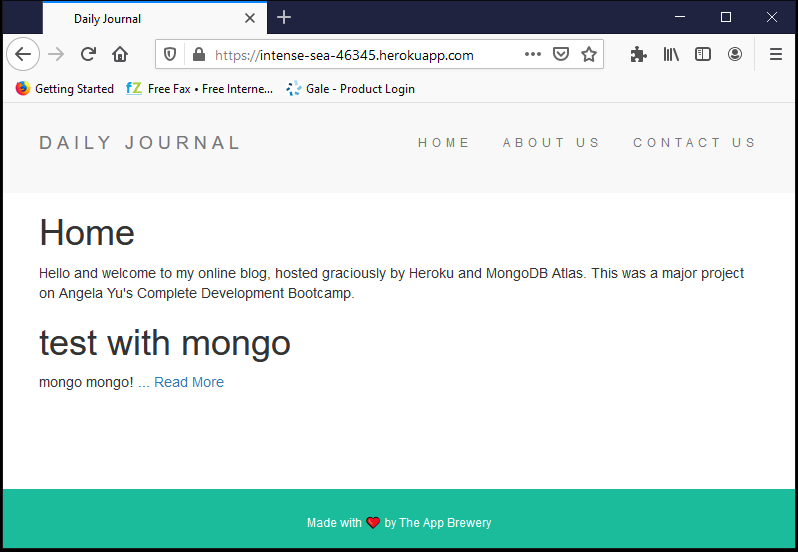 Daily Journal
https://intense-sea-46345.herokuapp.com
Getting Started fZ Free Fax • Free Interne... Gale - Product Login
DAILY JOURNAL HOME ABOUT US CONTACT US
Home
Hello and welcome to my online blog, hosted graciously by Heroku and MongoDB Atlas. This was a major project
on Angela Yu's Complete Development Bootcamp.
test with mongo
mongo mongo! ... Read More
Made with ❤ by The App Brewery